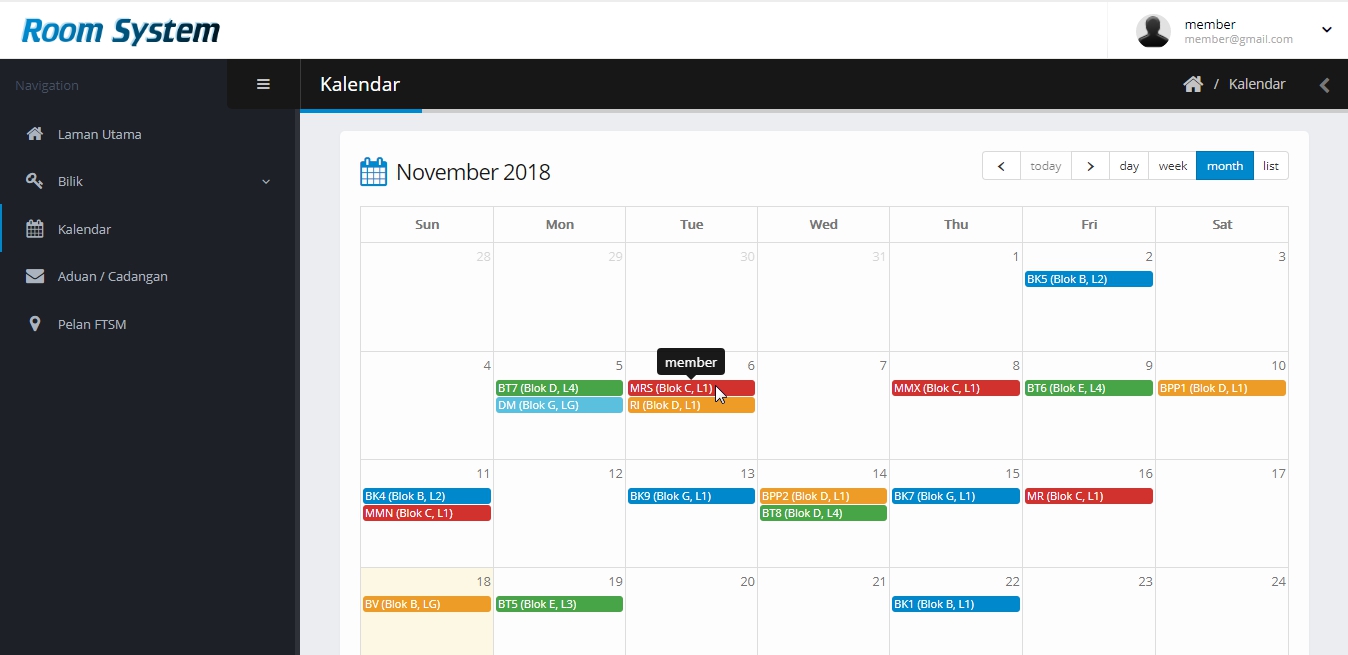 Room System
member
member@gmail.com
Navigation
Kalendar
/ Kalendar
Laman Utama
Bilik
Kalendar
Aduan / Cadangan
Pelan FTSM
November 2018
today
day
week
month
list
Sun Mon Tue Wed Thu Fri Sat
28 29 30 31 1 2 3
BK5 (Blok B, L2)
4 5 6 7 8 9 10
member
BT7 (Blok D, L4)
DM (Blok G, LG)
MRS (Blok C, L1)
RI (Blok D, L1)
MMX (Blok C, L1)
BT6 (Blok E, L4)
BPP1 (Blok D, L1)
11 12 13 14 15 16 17
BK4 (Blok B, L2)
MMN (Blok C, L1)
BK9 (Blok G, L1)
BPP2 (Blok D, L1)
BT8 (Blok D, L4)
BK7 (Blok G, L1)
MR (Blok C, L1)
18 19 20 21 22 23 24
BV (Blok B, LG)
BT5 (Blok E, L3)
BK1 (Blok B, L1)